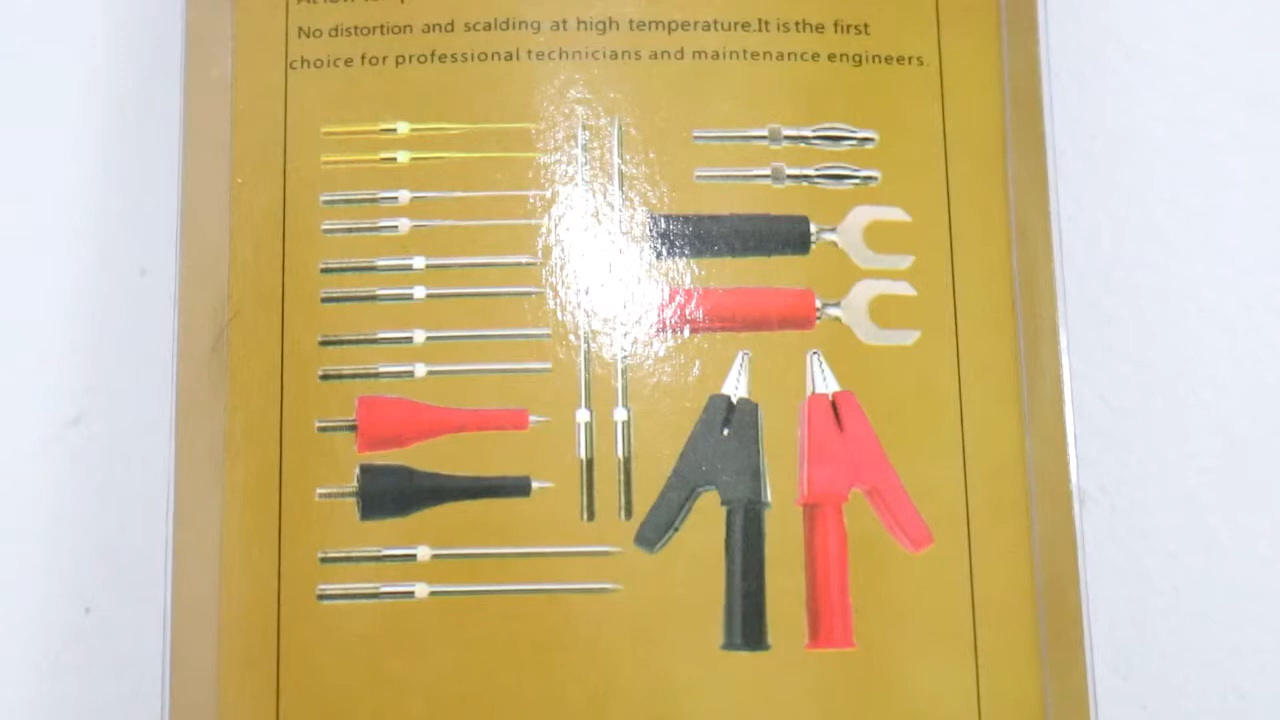 No distortion and scalding at high temperature.It is the first
choice for professional technicians and maintenance engineers.